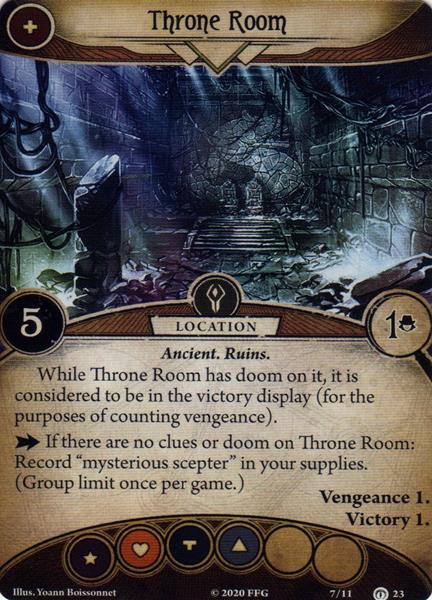 Throne Room
5
LOCATION
1
Ancient. Ruins.
While Throne Room has doom on it, it is
considered to be in the victory display (for the
purposes of counting vengeance).
If there are no clues or doom on Throne Room:
Record “mysterious scepter” in your supplies.
(Group limit once per game.)
Vengeance 1.
Victory 1.
Illus. Yoann Boissonnet
© 2020 FFG
7/11
23